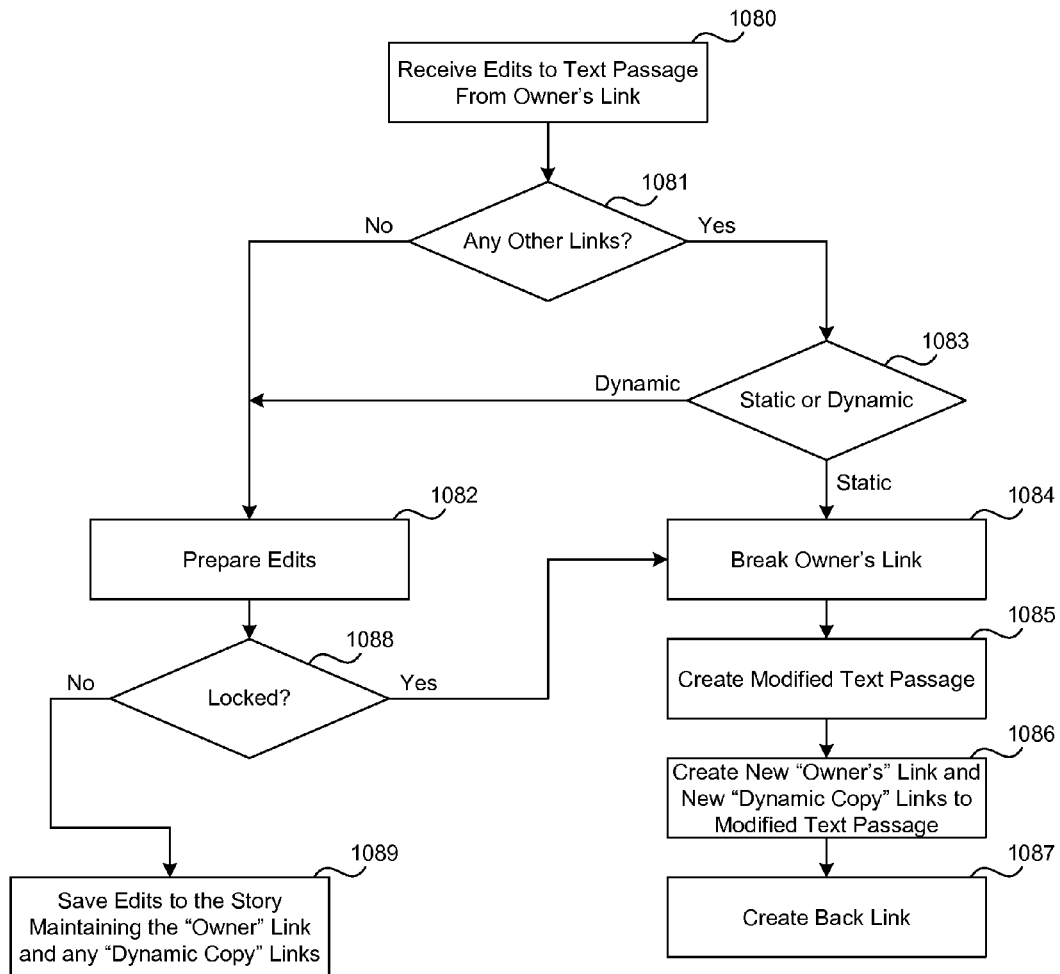 1080
Receive Edits to Text Passage
From Owner's Link
1081
No
Yes
Any Other Links?
1083
Dynamic
Static or Dynamic
Static
1082
1084
Prepare Edits
Break Owner's Link
1088
1085
No
Yes
Locked?
Create Modified Text Passage
1086
Create New “Owner's” Link and
New “Dynamic Copy” Links to
Modified Text Passage
1089
1087
Save Edits to the Story
Maintaining the “Owner” Link
and any “Dynamic Copy” Links
Create Back Link